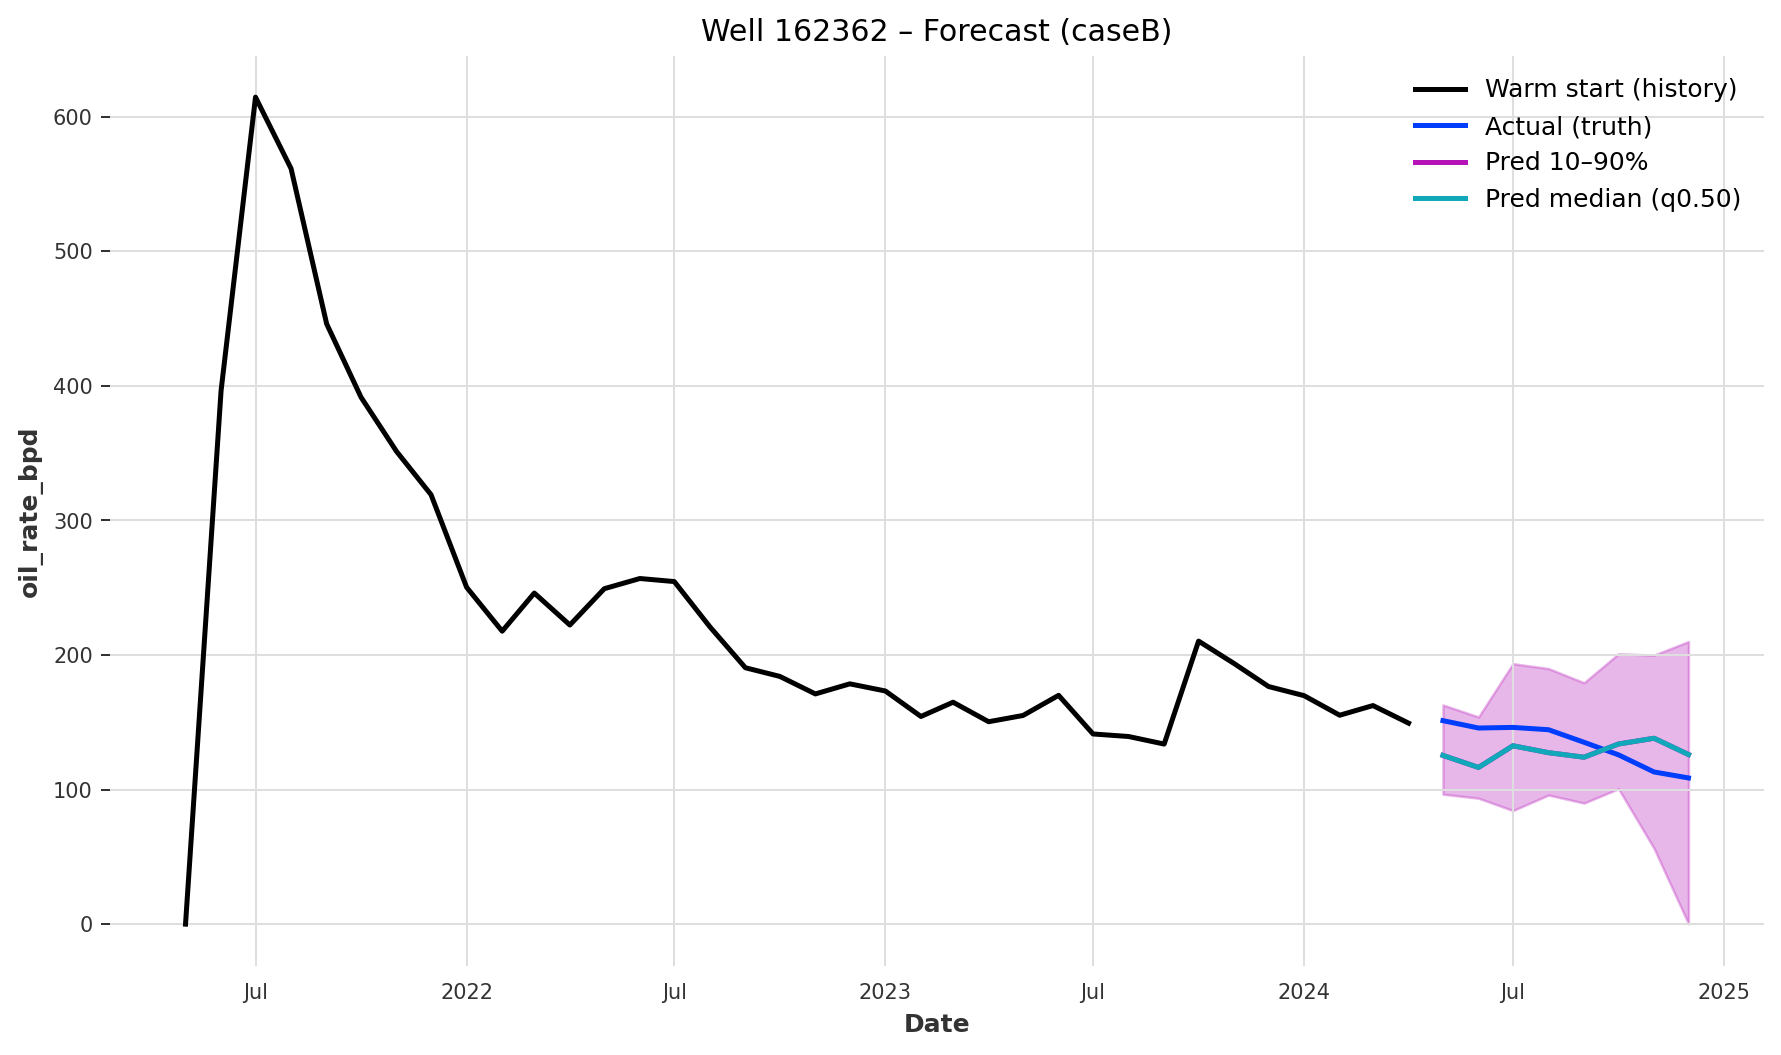 Well 162362 – Forecast (caseB)
Warm start (history)
Actual (truth)
Pred 10–90%
Pred median (q0.50)
600
500
400
300
200
100
0
oil_rate_bpd
Jul
2022
Jul
2023
Jul
2024
Jul
2025
Date